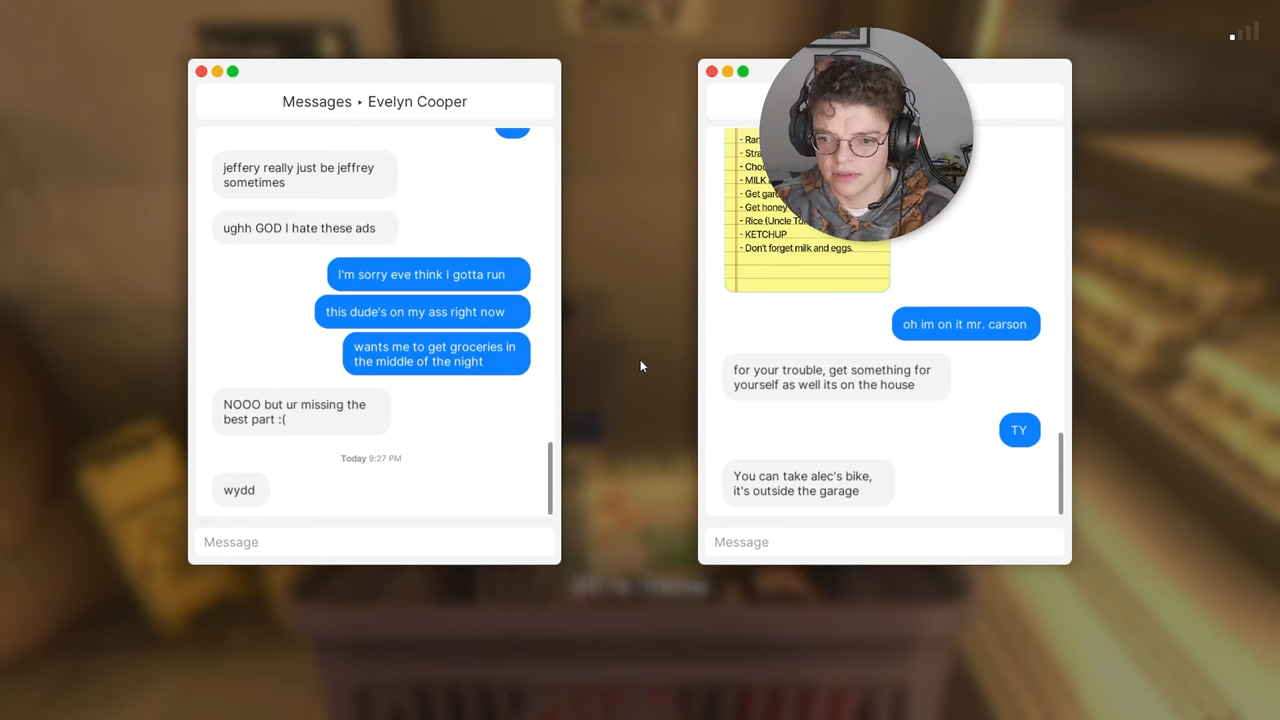 Messages ▸ Evelyn Cooper
jeffery really just be jeffrey
sometimes
ughh GOD I hate these ads
I'm sorry eve think I gotta run
this dude's on my ass right now
wants me to get groceries in
the middle of the night
NOOO but ur missing the
best part :(
Today 9:27 PM
wydd
Message
- MILK
- Get
- Get honey
- Rice (Uncle
- KETCHUP
- Don't forget milk and eggs.
oh im on it mr. carson
for your trouble, get something for
yourself as well its on the house
TY
You can take alec's bike,
it's outside the garage
Message